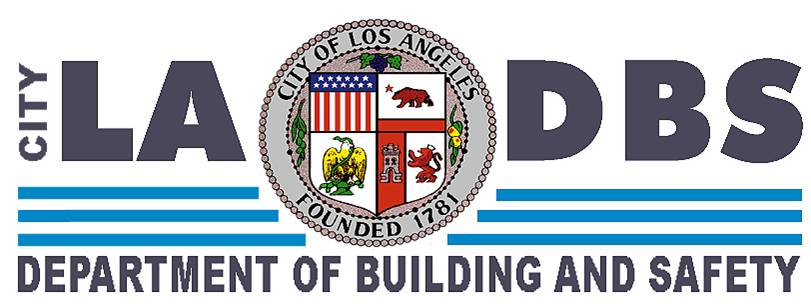 CITY LA DBS
CITY OF LOS ANGELES
FOUNDED 1781
DEPARTMENT OF BUILDING AND SAFETY